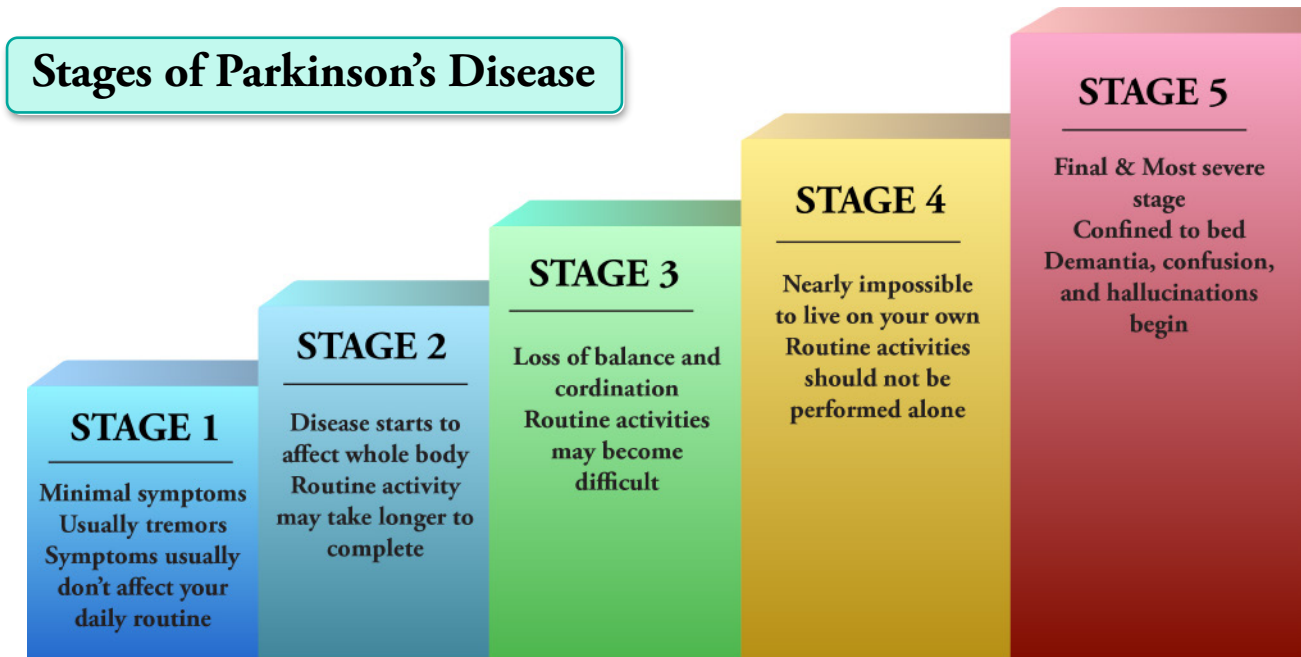 Stages of Parkinson's Disease
STAGE 1
Minimal symptoms
Usually tremors
Symptoms usually
don't affect your
daily routine
STAGE 2
Disease starts to
affect whole body
Routine activity
may take longer to
complete
STAGE 3
Loss of balance and
cordination
Routine activities
may become
difficult
STAGE 4
Nearly impossible
to live on your own
Routine activities
should not be
performed alone
STAGE 5
Final & Most severe
stage
Confined to bed
Demantia, confusion,
and hallucinations
begin